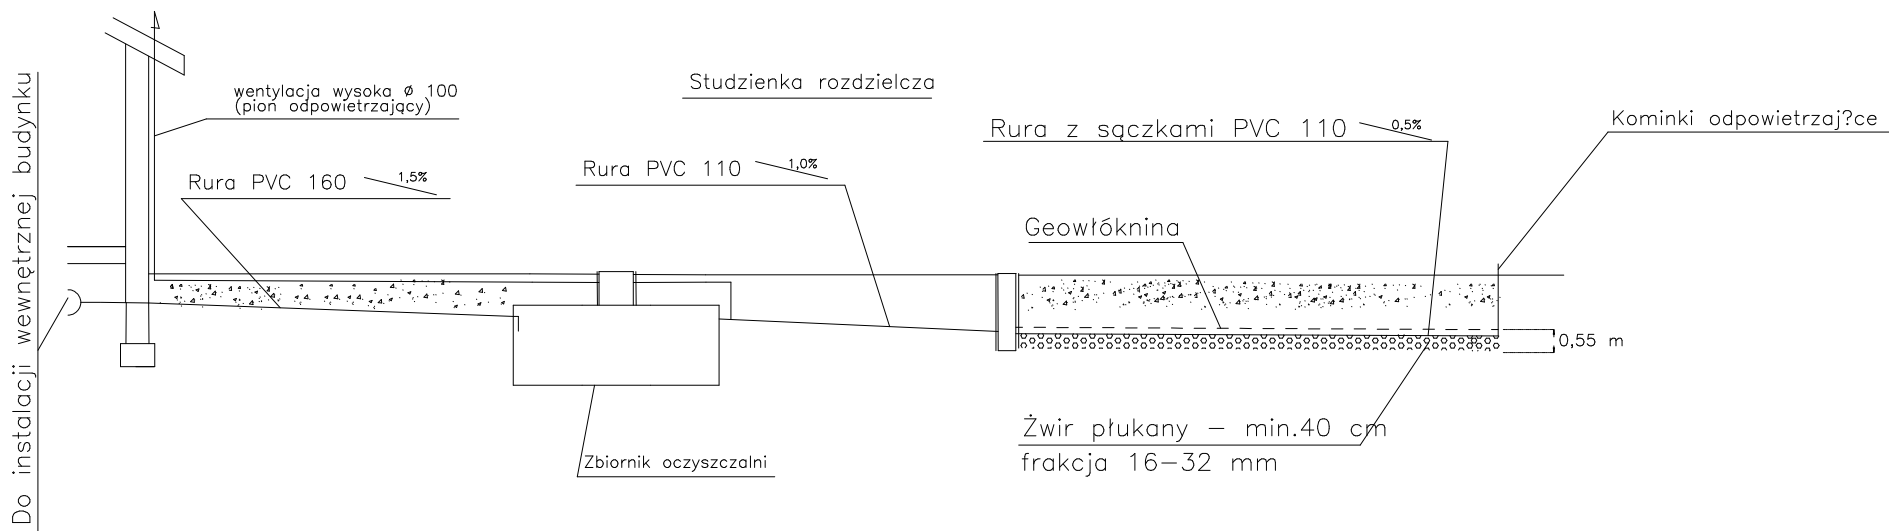 Do instalacji wewnętrznej budynku
wentylacja wysoka ø 100
(pion odpowietrzający)
Rura PVC 160 1,5%
Studzienka rozdzielcza
Rura PVC 110 1,0%
Rura z sączkami PVC 110 0,5%
Kominki odpowietrzaj?ce
Geowłóknina
0,55 m
Żwir płukany – min.40 cm
frakcja 16–32 mm
Zbiornik oczyszczalni